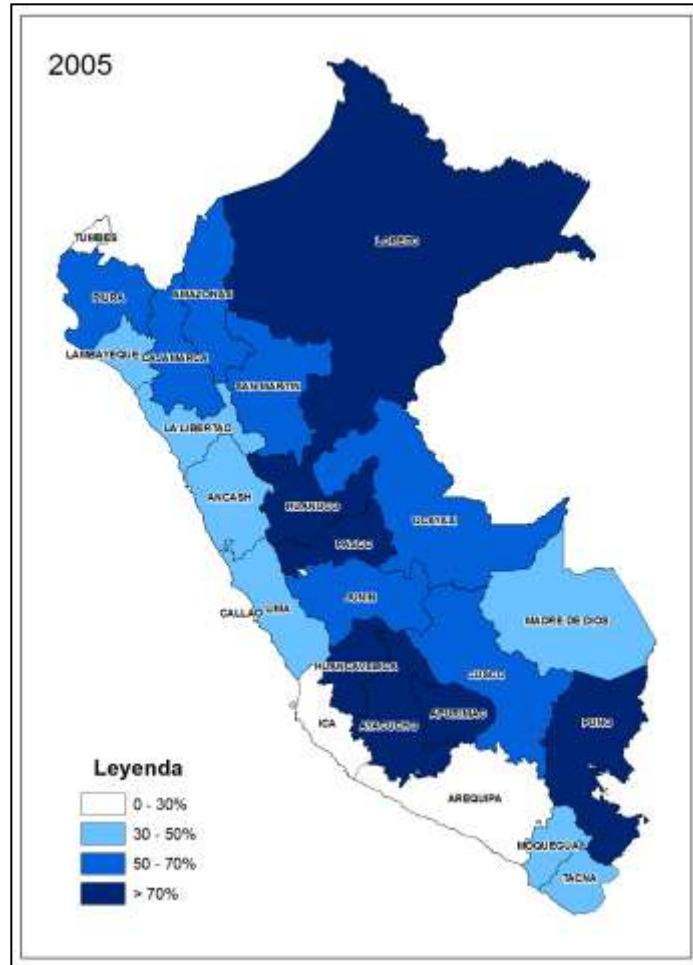 2005
TUMBES
LORETO
PIURA
AMAZONAS
LAMBAYEQUE
CAJAMARCA
SAN MARTIN
LA LIBERTAD
ANCASH
HUANUCO
UCAYALI
PASCO
JUNIN
CALLAO
LIMA
MADRE DE DIOS
HUANCAVELICA
CUSCO
ICA
AYACUCHO
APURIMAC
PUNO
AREQUIPA
MOQUEGUA
TACNA
Leyenda
0 - 30%
30 - 50%
50 - 70%
> 70%